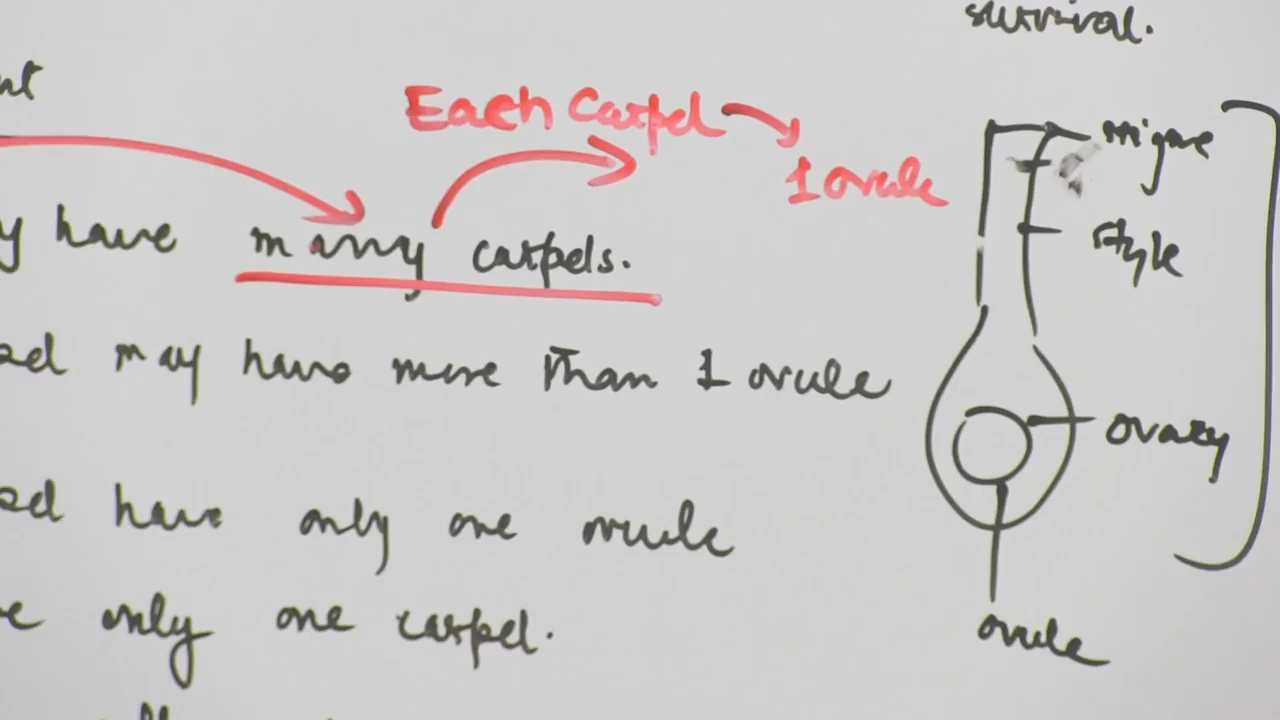 survival.
nt
Each Carpel
1 ovule
y have many carpels.
style
may have more than 1 ovule
ovary
have only one ovule
only one carpel.
ovule